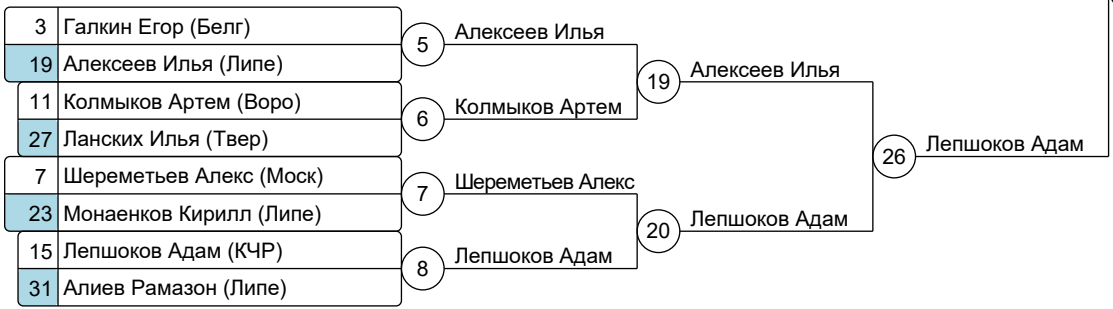 3 Галкин Егор (Белг)
19 Алексеев Илья (Липе)
11 Колмыков Артем (Воро)
27 Ланских Илья (Твер)
7 Шереметьев Алекс (Моск)
23 Монаенков Кирилл (Липе)
15 Лепшоков Адам (КЧР)
31 Алиев Рамазон (Липе)
5 Алексеев Илья
6 Колмыков Артем
7 Шереметьев Алекс
8 Лепшоков Адам
19 Алексеев Илья
20 Лепшоков Адам
26 Лепшоков Адам